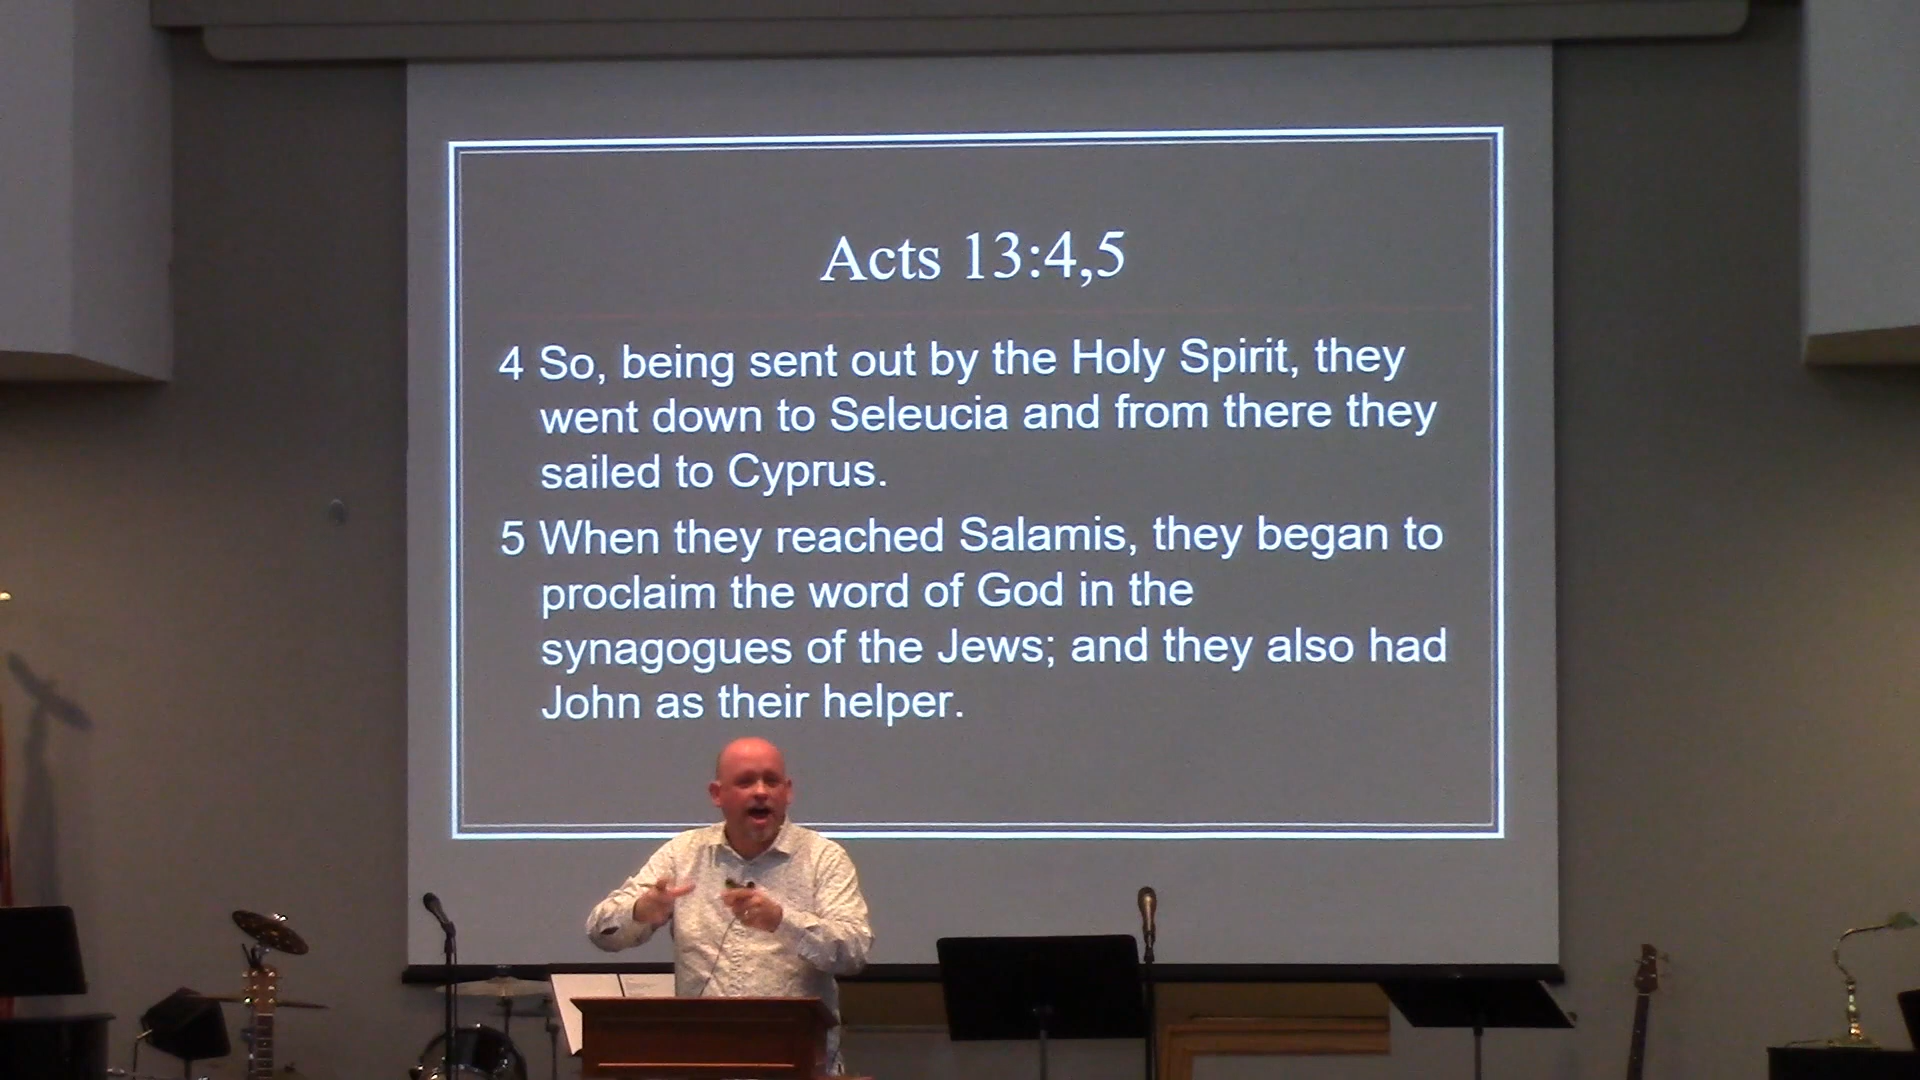 Acts 13:4,5
4 So, being sent out by the Holy Spirit, they
went down to Seleucia and from there they
sailed to Cyprus.
5 When they reached Salamis, they began to
proclaim the word of God in the
synagogues of the Jews; and they also had
John as their helper.